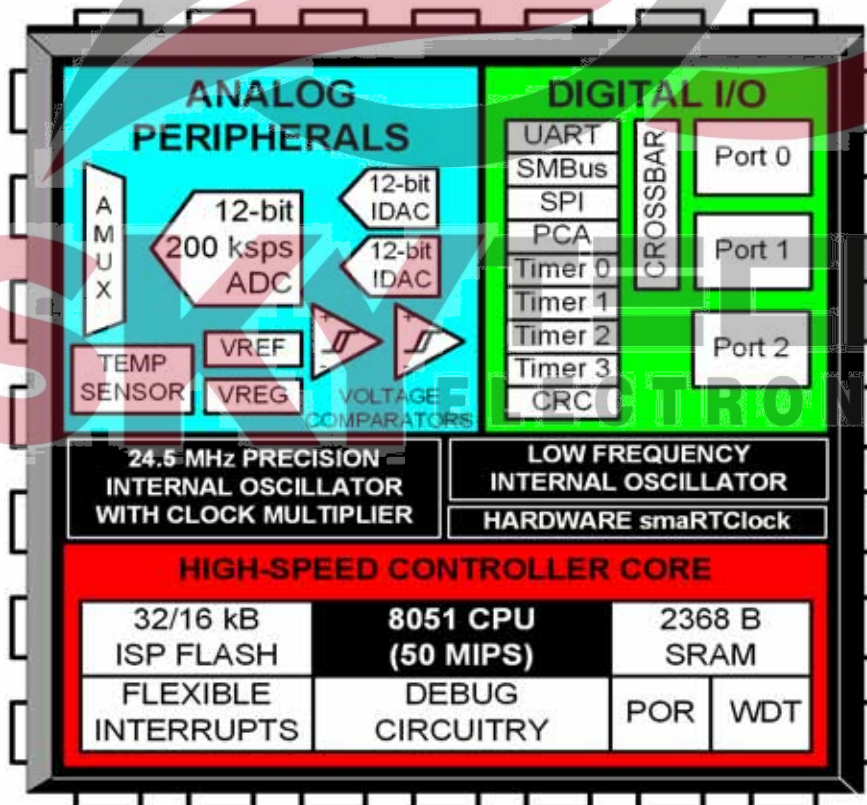 ANALOG
PERIPHERALS
AMUX
12-bit
200 ksps
ADC
12-bit
IDAC
12-bit
IDAC
TEMP
SENSOR
VREF
VREG
+
-
+
-
VOLTAGE
COMPARATORS
DIGITAL I/O
UART
SMBus
SPI
PCA
Timer 0
Timer 1
Timer 2
Timer 3
CRC
CROSSBAR
Port 0
Port 1
Port 2
24.5 MHz PRECISION
INTERNAL OSCILLATOR
WITH CLOCK MULTIPLIER
LOW FREQUENCY
INTERNAL OSCILLATOR
HARDWARE smaRTClock
HIGH-SPEED CONTROLLER CORE
32/16 kB
ISP FLASH
8051 CPU
(50 MIPS)
2368 B
SRAM
FLEXIBLE
INTERRUPTS
DEBUG
CIRCUITRY
POR
WDT
SKY
ELECTRON